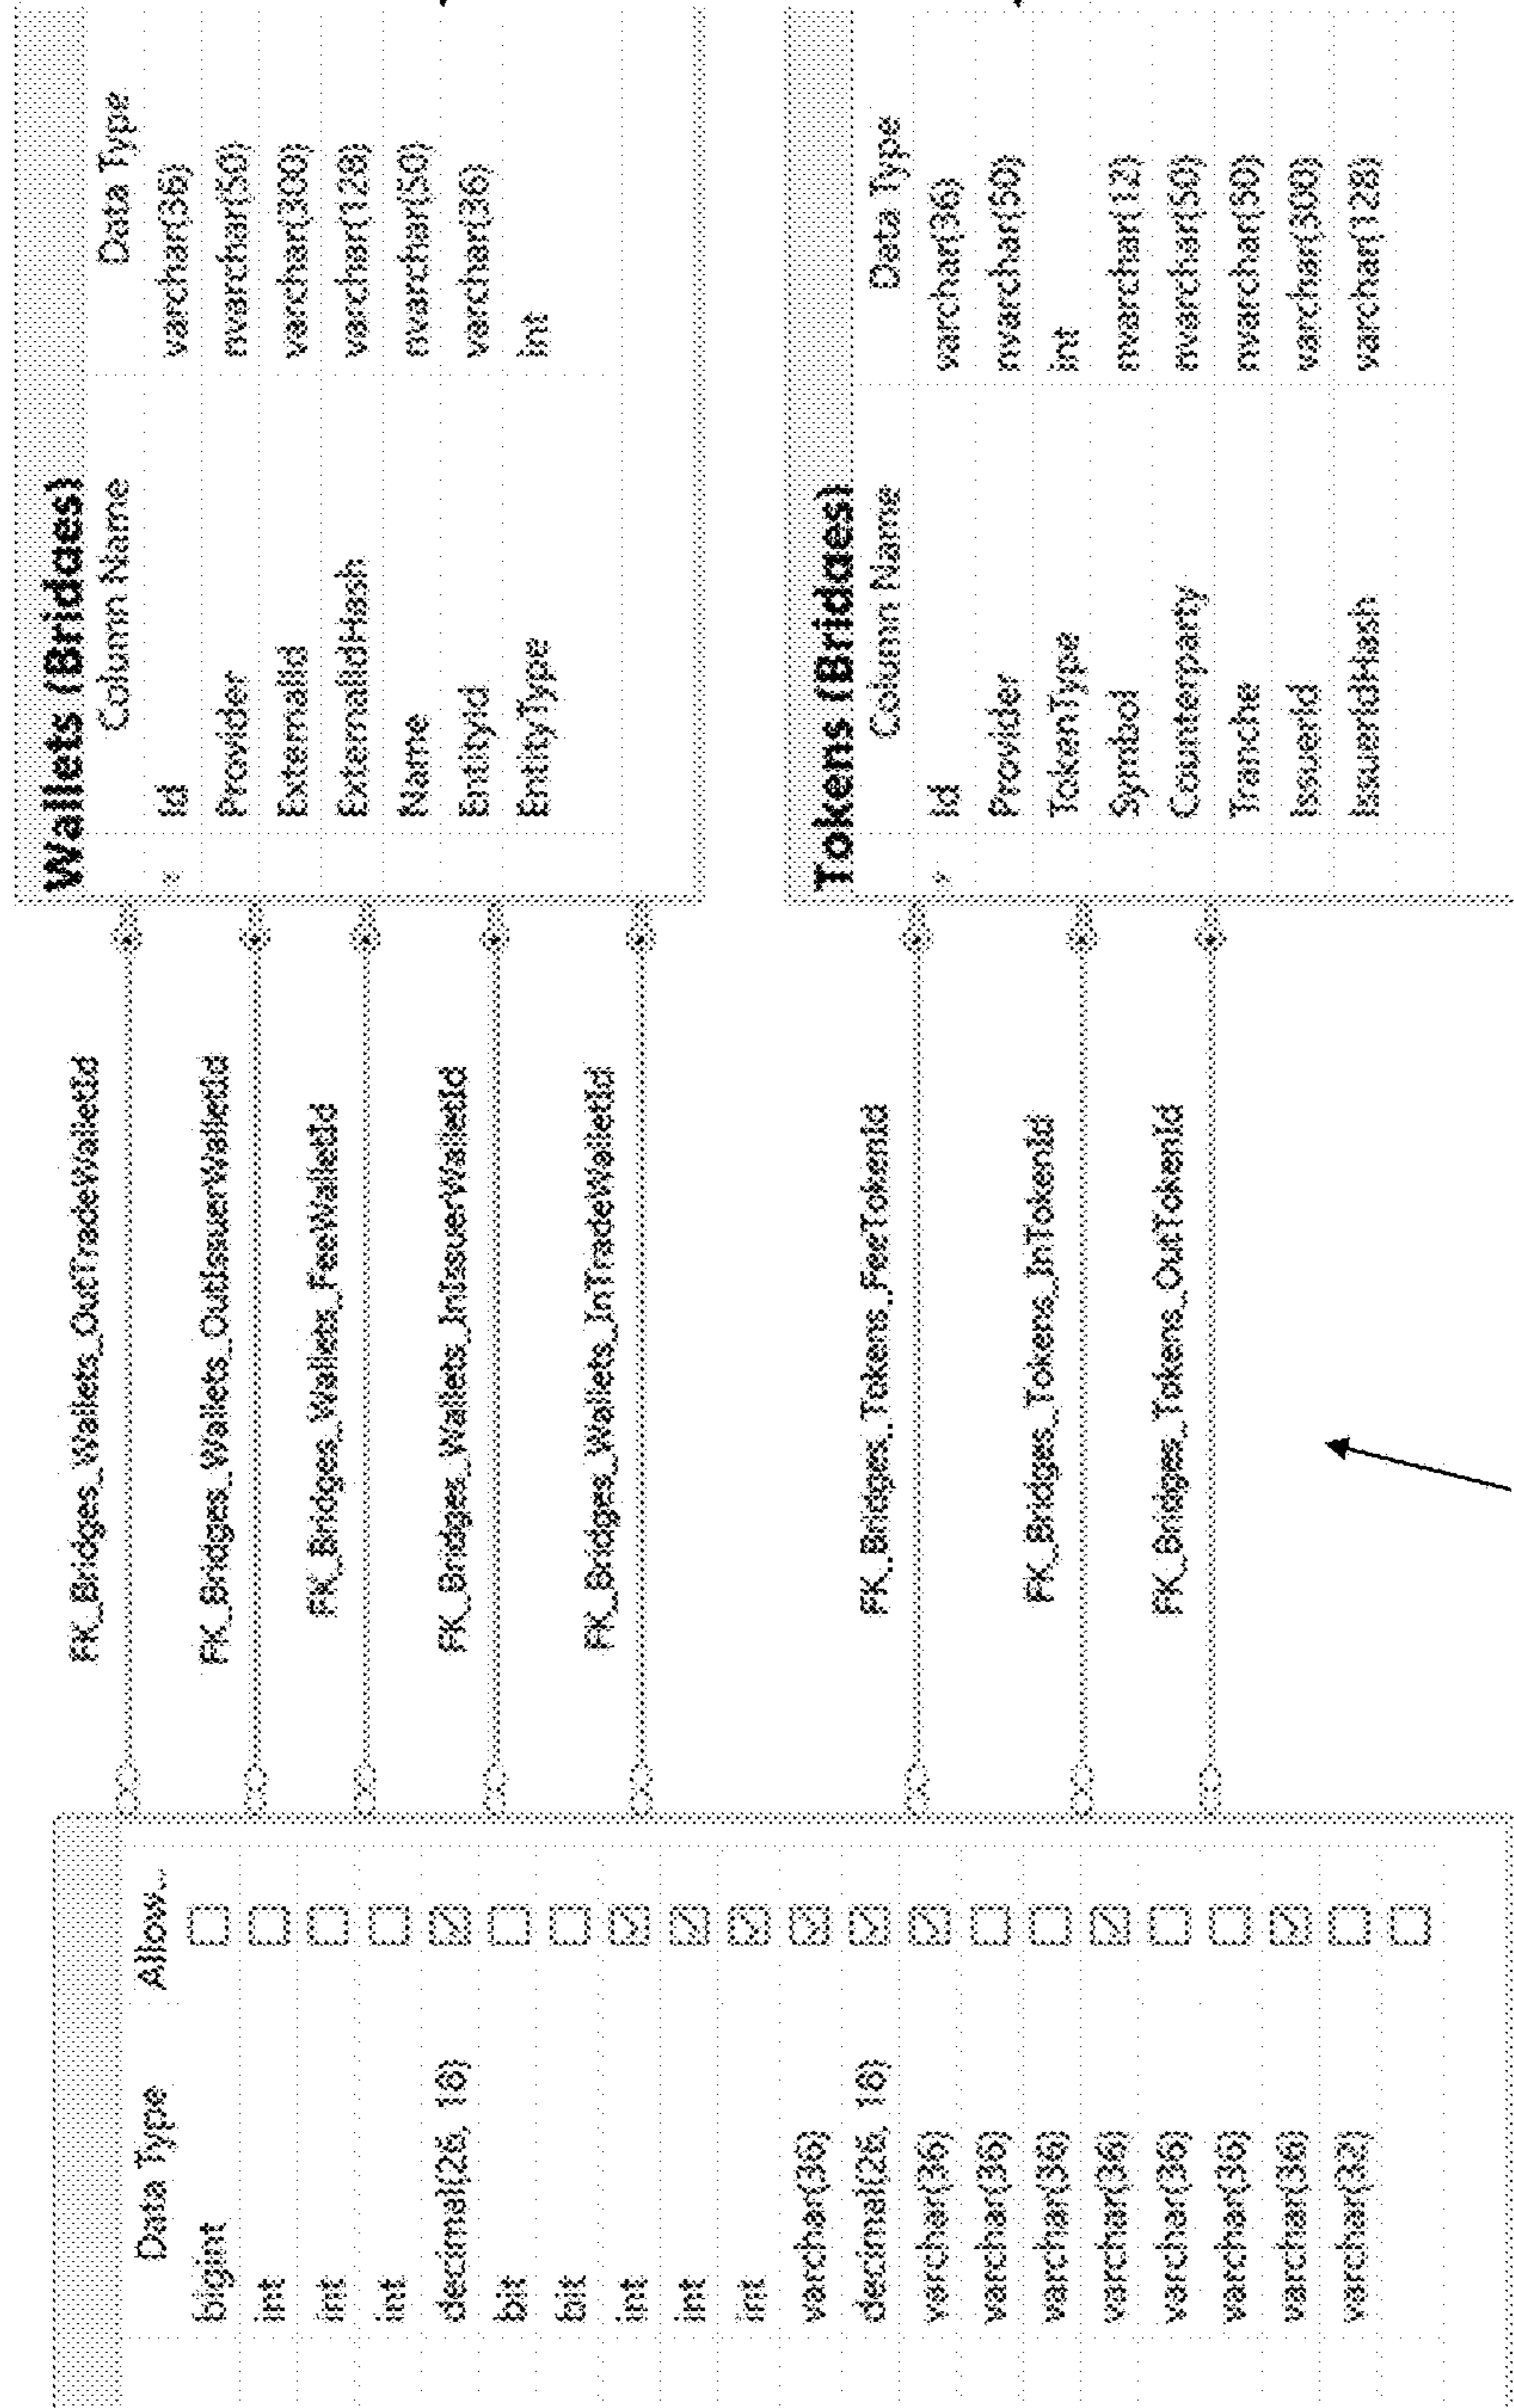 Data Type Allow...
bigint
int
int
int
decimal(26, 18)
bit
bit
int
int
int
varchar(36)
decimal(26, 18)
varchar(36)
varchar(36)
varchar(36)
varchar(36)
varchar(36)
varchar(36)
varchar(36)
varchar(32)
FK_Bridges_Wallets_OutTradeWalletId
FK_Bridges_Wallets_OutIssuerWalletId
FK_Bridges_Wallets_FeeWalletId
FK_Bridges_Wallets_InIssuerWalletId
FK_Bridges_Wallets_InTradeWalletId
FK_Bridges_Tokens_FeeTokenId
FK_Bridges_Tokens_InTokenId
FK_Bridges_Tokens_OutTokenId
Wallets (Bridges)
Column Name Data Type
Id varchar(36)
Provider nvarchar(50)
ExternalId varchar(300)
ExternalIdHash varchar(128)
Name nvarchar(50)
EntityId varchar(36)
EntityType int
Tokens (Bridges)
Column Name Data Type
Id varchar(36)
Provider nvarchar(50)
TokenType int
Symbol nvarchar(12)
Counterparty nvarchar(50)
Tranche nvarchar(50)
IssuerId varchar(300)
IssuerIdHash varchar(128)